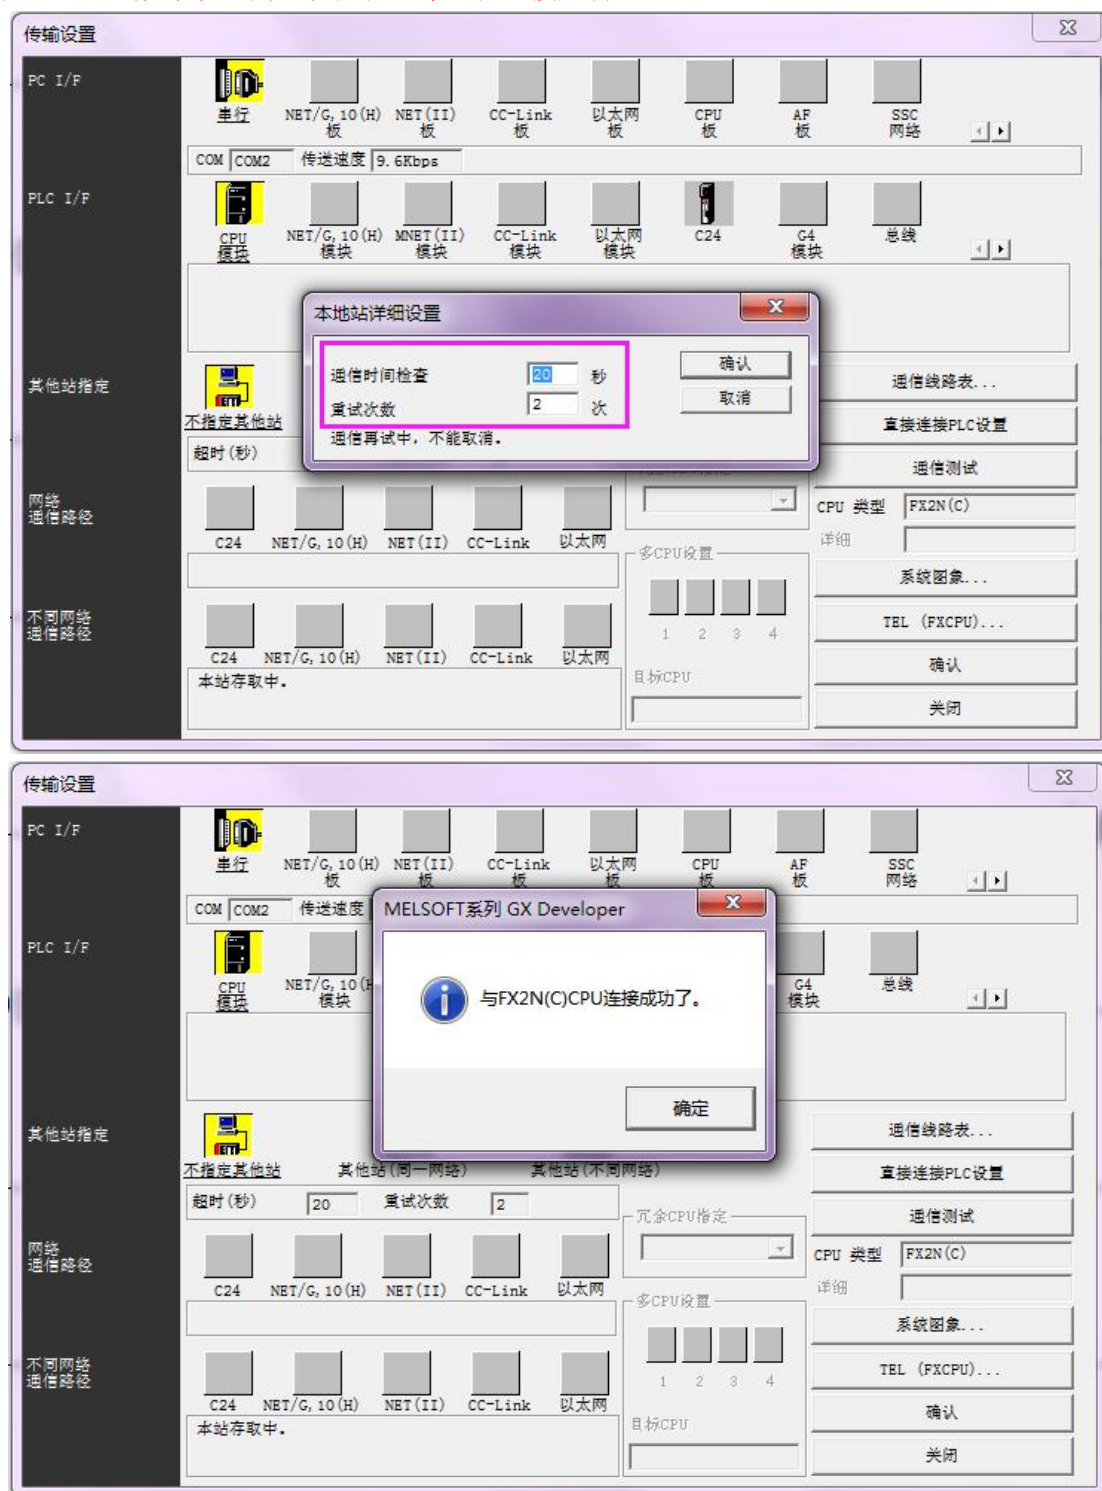 传输设置
PC I/F
串行
NET/G,10(H)
板
NET(II)
板
CC-Link
板
以太网
板
CPU
板
AF
板
SSC
网络
COM COM2 传送速度 9.6Kbps
PLC I/F
CPU
模块
NET/G,10(H)
模块
MNET(II)
模块
CC-Link
模块
以太网
模块
C24
G4
模块
总线
本地站详细设置
通信时间检查 20 秒 确认
重试次数 2 次 取消
通信再试中，不能取消.
其他站指定
不指定其他站
超时(秒)
通信线路表...
直接连接PLC设置
通信测试
CPU 类型 FX2N(C)
详细
网络
通信路径
C24 NET/G,10(H) NET(II) CC-Link 以太网
多CPU设置
1 2 3 4
目标CPU
系统图象...
TEL (FXCPU)...
确认
关闭
不同网络
通信路径
C24 NET/G,10(H) NET(II) CC-Link 以太网
本站存取中.
传输设置
PC I/F
串行
NET/G,10(H)
板
NET(II)
板
CC-Link
板
以太网
板
CPU
板
AF
板
SSC
网络
COM COM2 传送速度
PLC I/F
CPU
模块
NET/G,10(H
模块
G4
模块
总线
MELSOFT系列 GX Developer
与FX2N(C)CPU连接成功了。
确定
其他站指定
不指定其他站 其他站(同一网络) 其他站(不同网络)
超时(秒) 20 重试次数 2
冗余CPU指定
通信线路表...
直接连接PLC设置
通信测试
CPU 类型 FX2N(C)
详细
网络
通信路径
C24 NET/G,10(H) NET(II) CC-Link 以太网
多CPU设置
1 2 3 4
目标CPU
系统图象...
TEL (FXCPU)...
确认
关闭
不同网络
通信路径
C24 NET/G,10(H) NET(II) CC-Link 以太网
本站存取中.